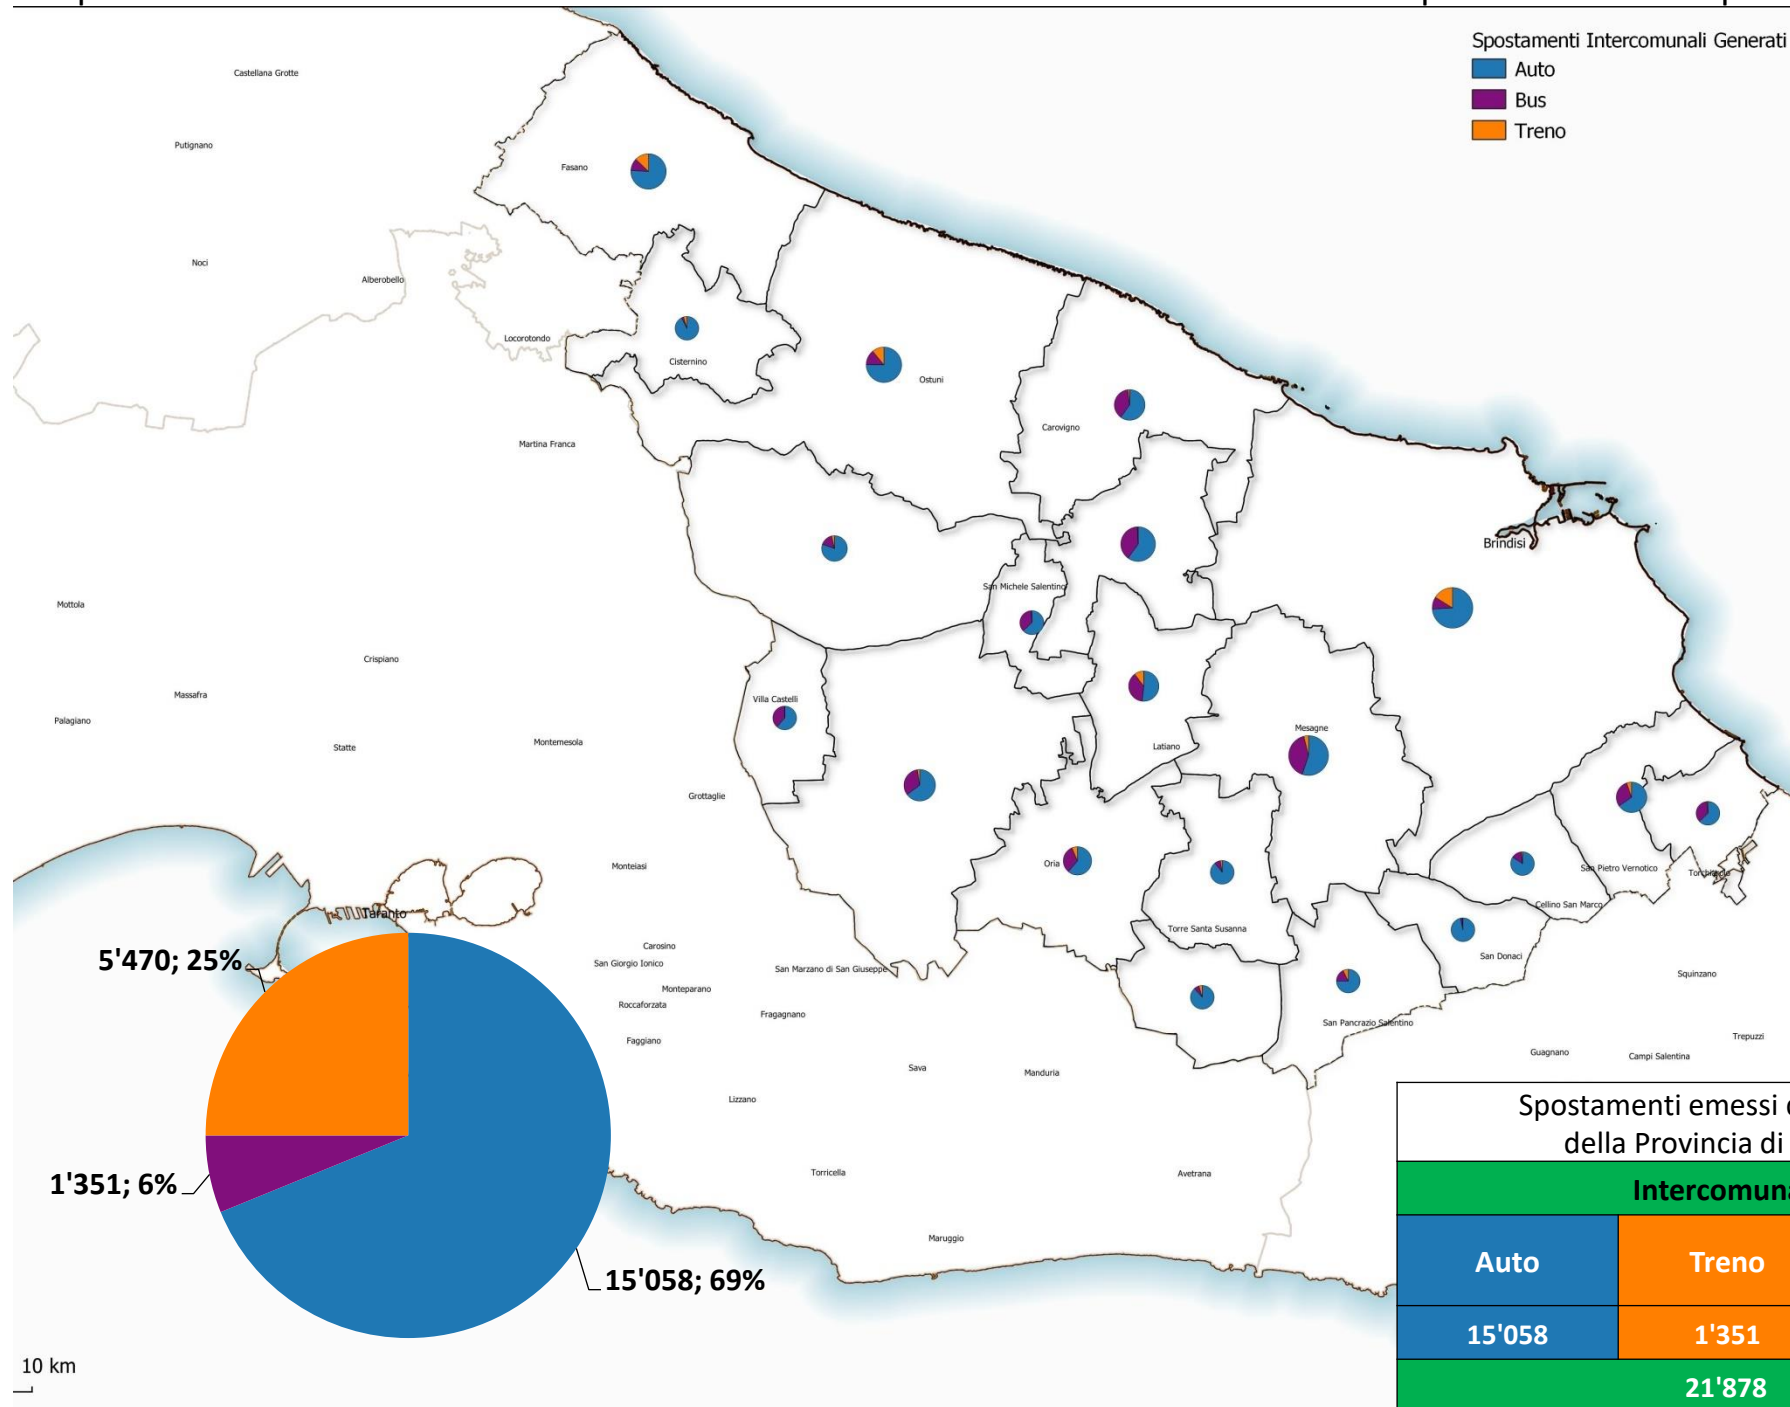 Spostamenti Intercomunali Generati
Auto
Bus
Treno
Castellana Grotte
Putignano
Fasano
Noci
Alberobello
Locorotondo
Cisternino
Ostuni
Carovigno
Martina Franca
Brindisi
San Michele Salentino
Mottola
Crispiano
Massafra
Palagiano
Villa Castelli
Statte
Montemesola
Mesagne
Latiano
Grottaglie
Monteiasi
Oria
San Pietro Vernotico
Cellino San Marco
Taranto
Torre Santa Susanna
Carosino
San Giorgio Ionico
San Marzano di San Giuseppe
San Donaci
Squinzano
Monteparano
Roccaforzata
Fragagnano
San Pancrazio Salentino
Faggiano
Trepuzzi
Guagnano
Campi Salentina
Sava
Manduria
Lizzano
Torricella
Avetrana
Maruggio
5'470; 25%
1'351; 6%
15'058; 69%
10 km
Spostamenti emessi
della Provincia di
Intercomuna
Auto
Treno
15'058
1'351
21'878